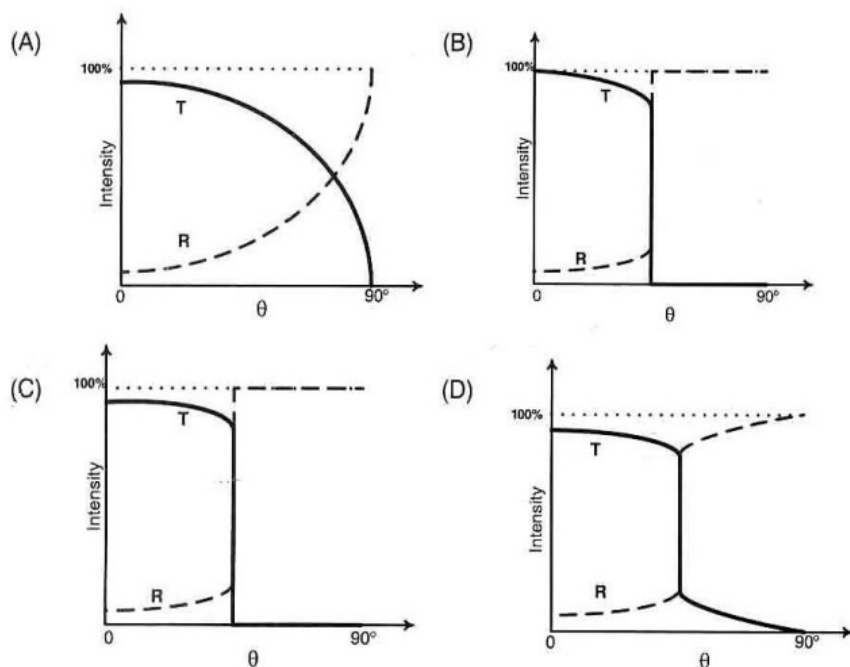 (A)
100%
T
Intensity
R
0
90°
θ
(B)
100%
T
Intensity
R
0
90°
θ
(C)
100%
T
Intensity
R
0
90°
θ
(D)
100%
T
Intensity
R
0
90°
θ